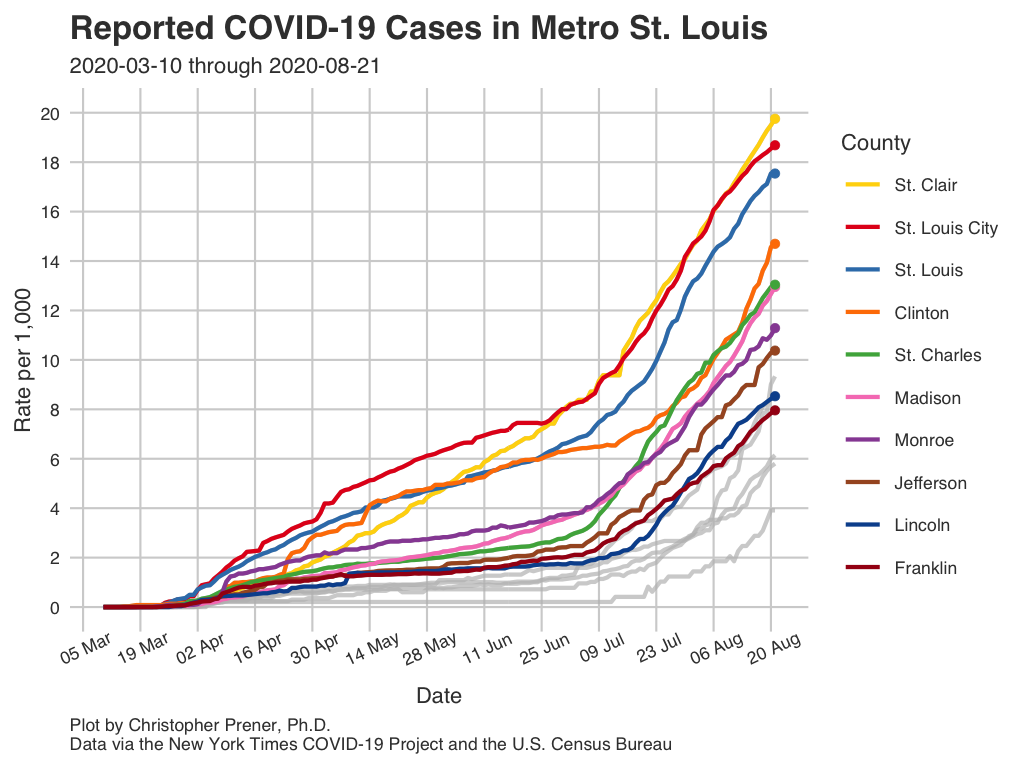 Reported COVID-19 Cases in Metro St. Louis
2020-03-10 through 2020-08-21
Rate per 1,000
20
18
16
14
12
10
8
6
4
2
0
05 Mar
19 Mar
02 Apr
16 Apr
30 Apr
14 May
28 May
11 Jun
25 Jun
09 Jul
23 Jul
06 Aug
20 Aug
Date
County
St. Clair
St. Louis City
St. Louis
Clinton
St. Charles
Madison
Monroe
Jefferson
Lincoln
Franklin
Plot by Christopher Prener, Ph.D.
Data via the New York Times COVID-19 Project and the U.S. Census Bureau